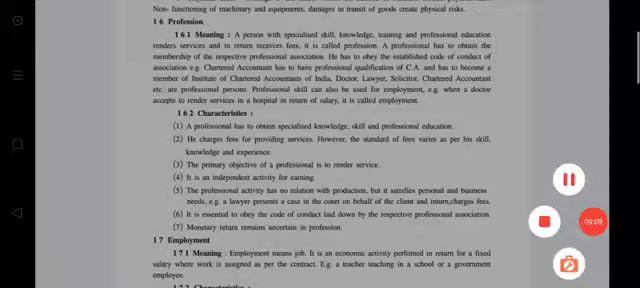 Non- functioning of machinary and equipments, damages in transit of goods create physical risks.
1 6 Profession
1 6 1 Meaning : A person with specialised skill, knowledge, training and professional education
renders services and in return receives fees, it is called profession. A professional has to obtain the
membership of the respective professional association. He has to obey the established code of conduct of
association e.g. Chartered Accountant has to have professional qualification of C.A. and has to become a
member of Institute of Chartered Accountants of India, Doctor, Lawyer, Solicitor, Chartered Accountant
etc. are professional persons. Professional skill can also be used for employment, e.g. when a doctor
accepts to render services in a hospital in return of salary, it is called employment.
1 6 2 Characteristics :
(1) A professional has to obtain specialised knowledge, skill and professional education.
(2) He charges fees for providing services. However, the standard of fees varies as per his skill,
knowledge and experience.
(3) The primary objective of a professional is to render service.
(4) It is an independent activity for earning.
(5) The professional activity has no relation with production, but it satisfies personal and business
needs, e.g. a lawyer presents a case in the court on behalf of the client and inturn,charges fees.
(6) It is essential to obey the code of conduct laid down by the respective professional association.
(7) Monetary return remains uncertain in profession.
1 7 Employment
1 7 1 Meaning : Employment means job. It is an economic activity perfomed in return for a fixed
salary where work is assigned as per the contract. E.g. a teacher teaching in a school or a government
employee.
09:09